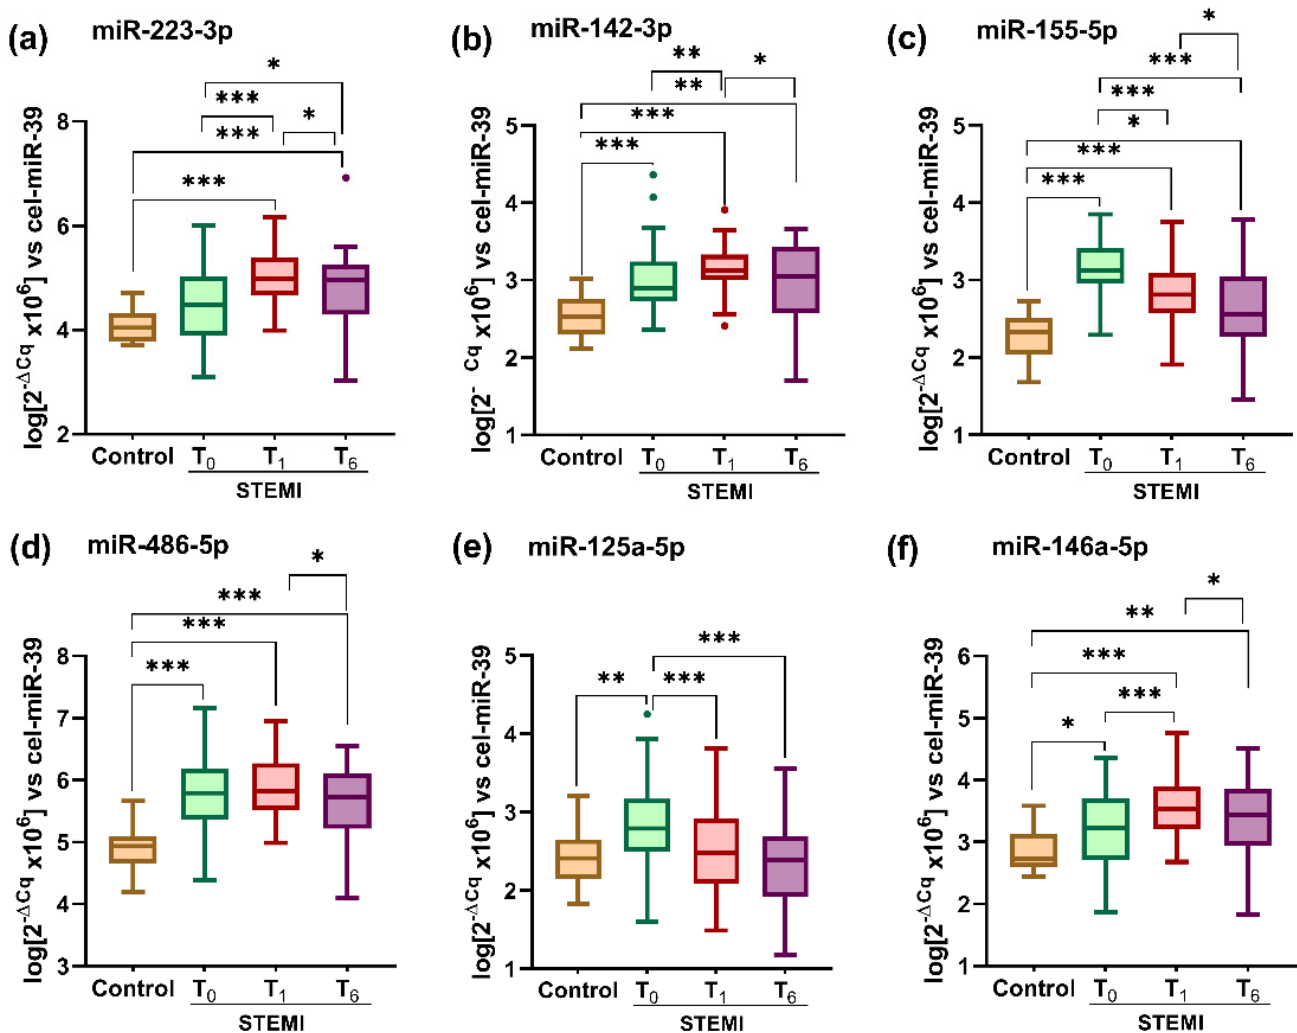 (a) miR-223-3p
*
***
***
*
***
log[2^-ΔCq x10^6] vs cel-miR-39
8
6
4
2
Control T0 T1 T6
STEMI
(b) miR-142-3p
**
*
**
***
***
log[2^- Cq x10^6] vs cel-miR-39
5
4
3
2
1
Control T0 T1 T6
STEMI
(c) miR-155-5p
*
***
***
*
***
***
log[2^-ΔCq x10^6] vs cel-miR-39
5
4
3
2
1
Control T0 T1 T6
STEMI
(d) miR-486-5p
*
***
***
***
log[2^-ΔCq x10^6] vs cel-miR-39
8
7
6
5
4
3
Control T0 T1 T6
STEMI
(e) miR-125a-5p
***
** ***
log[2^-ΔCq x10^6] vs cel-miR-39
5
4
3
2
1
Control T0 T1 T6
STEMI
(f) miR-146a-5p
*
**
***
***
*
log[2^-ΔCq x10^6] vs cel-miR-39
6
5
4
3
2
1
Control T0 T1 T6
STEMI